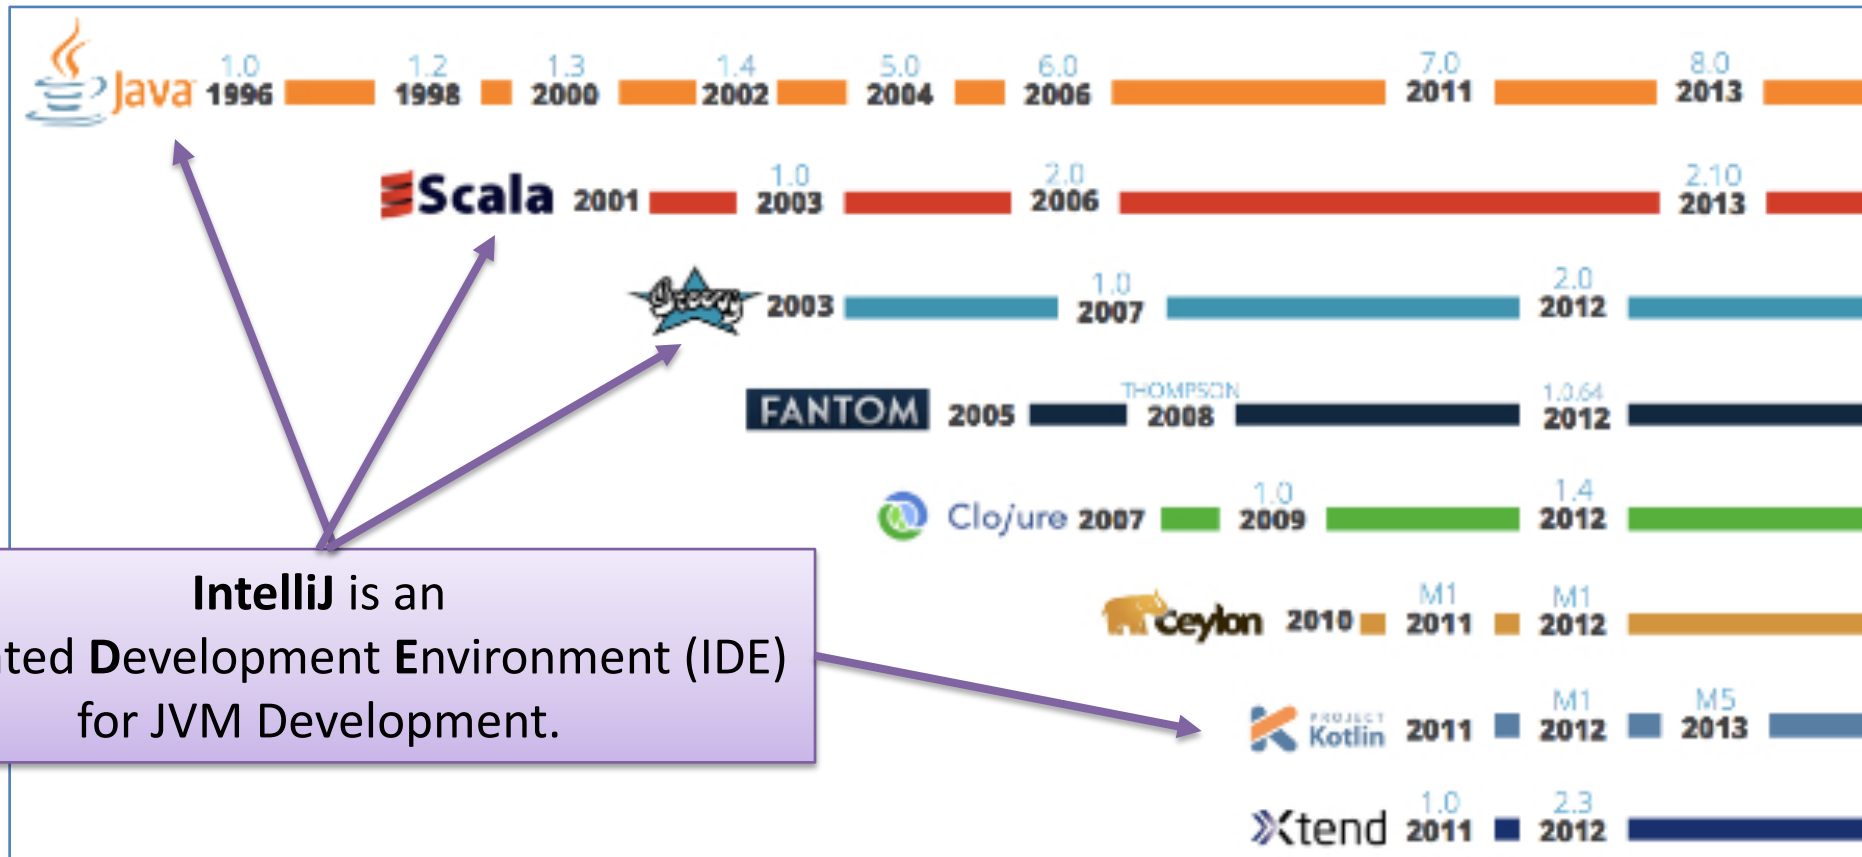 Java 1.0 1.2 1.3 1.4 5.0 6.0 7.0 8.0
1996 1998 2000 2002 2004 2006 2011 2013
Scala 1.0 2.0 2.10
2001 2003 2006 2013
Groovy 1.0 2.0
2003 2007 2012
FANTOM THOMPSON 1.0.64
2005 2008 2012
Clojure 1.0 1.4
2007 2009 2012
Ceylon M1 M1
2010 2011 2012
PROJECT M1 M5
Kotlin 2011 2012 2013
Xtend 1.0 2.3
2011 2012
IntelliJ is an
ted Development Environment (IDE)
for JVM Development.